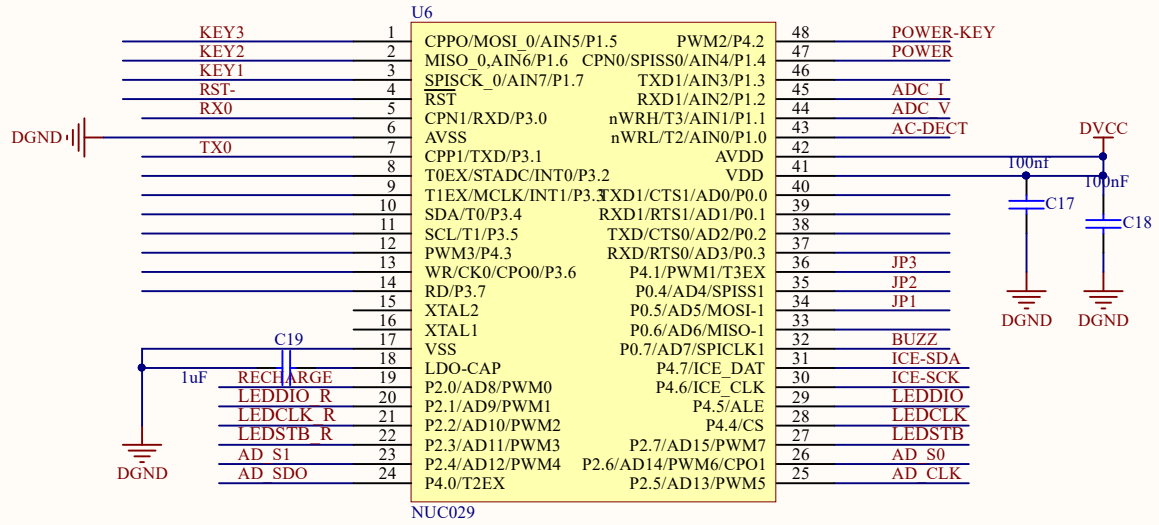 U6
KEY3 1 CPPO/MOSI_0/AIN5/P1.5 PWM2/P4.2 48 POWER-KEY
KEY2 2 MISO_0,AIN6/P1.6 CPN0/SPISS0/AIN4/P1.4 47 POWER
KEY1 3 SPISCK_0/AIN7/P1.7 TXD1/AIN3/P1.3 46
RST- 4 RST RXD1/AIN2/P1.2 45 ADC_I
RX0 5 CPN1/RXD/P3.0 nWRH/T3/AIN1/P1.1 44 ADC_V
DGND 6 AVSS nWRL/T2/AIN0/P1.0 43 AC-DECT DVCC
TX0 7 CPP1/TXD/P3.1 AVDD 42
8 T0EX/STADC/INT0/P3.2 VDD 41 100nf 100nF
9 T1EX/MCLK/INT1/P3.3 TXD1/CTS1/AD0/P0.0 40 C17
10 SDA/T0/P3.4 RXD1/RTS1/AD1/P0.1 39 C18
11 SCL/T1/P3.5 TXD/CTS0/AD2/P0.2 38
12 PWM3/P4.3 RXD/RTS0/AD3/P0.3 37
13 WR/CK0/CPO0/P3.6 P4.1/PWM1/T3EX 36 JP3
14 RD/P3.7 P0.4/AD4/SPISS1 35 JP2
15 XTAL2 P0.5/AD5/MOSI-1 34 JP1 DGND DGND
16 XTAL1 P0.6/AD6/MISO-1 33
C19 17 VSS P0.7/AD7/SPICLK1 32 BUZZ
1uF 18 LDO-CAP P4.7/ICE_DAT 31 ICE-SDA
RECHARGE 19 P2.0/AD8/PWM0 P4.6/ICE_CLK 30 ICE-SCK
LEDDIO_R 20 P2.1/AD9/PWM1 P4.5/ALE 29 LEDDIO
LEDCLK_R 21 P2.2/AD10/PWM2 P4.4/CS 28 LEDCLK
LEDSTB_R 22 P2.3/AD11/PWM3 P2.7/AD15/PWM7 27 LEDSTB
DGND AD_S1 23 P2.4/AD12/PWM4 P2.6/AD14/PWM6/CPO1 26 AD_S0
AD_SDO 24 P4.0/T2EX P2.5/AD13/PWM5 25 AD_CLK
NUC029